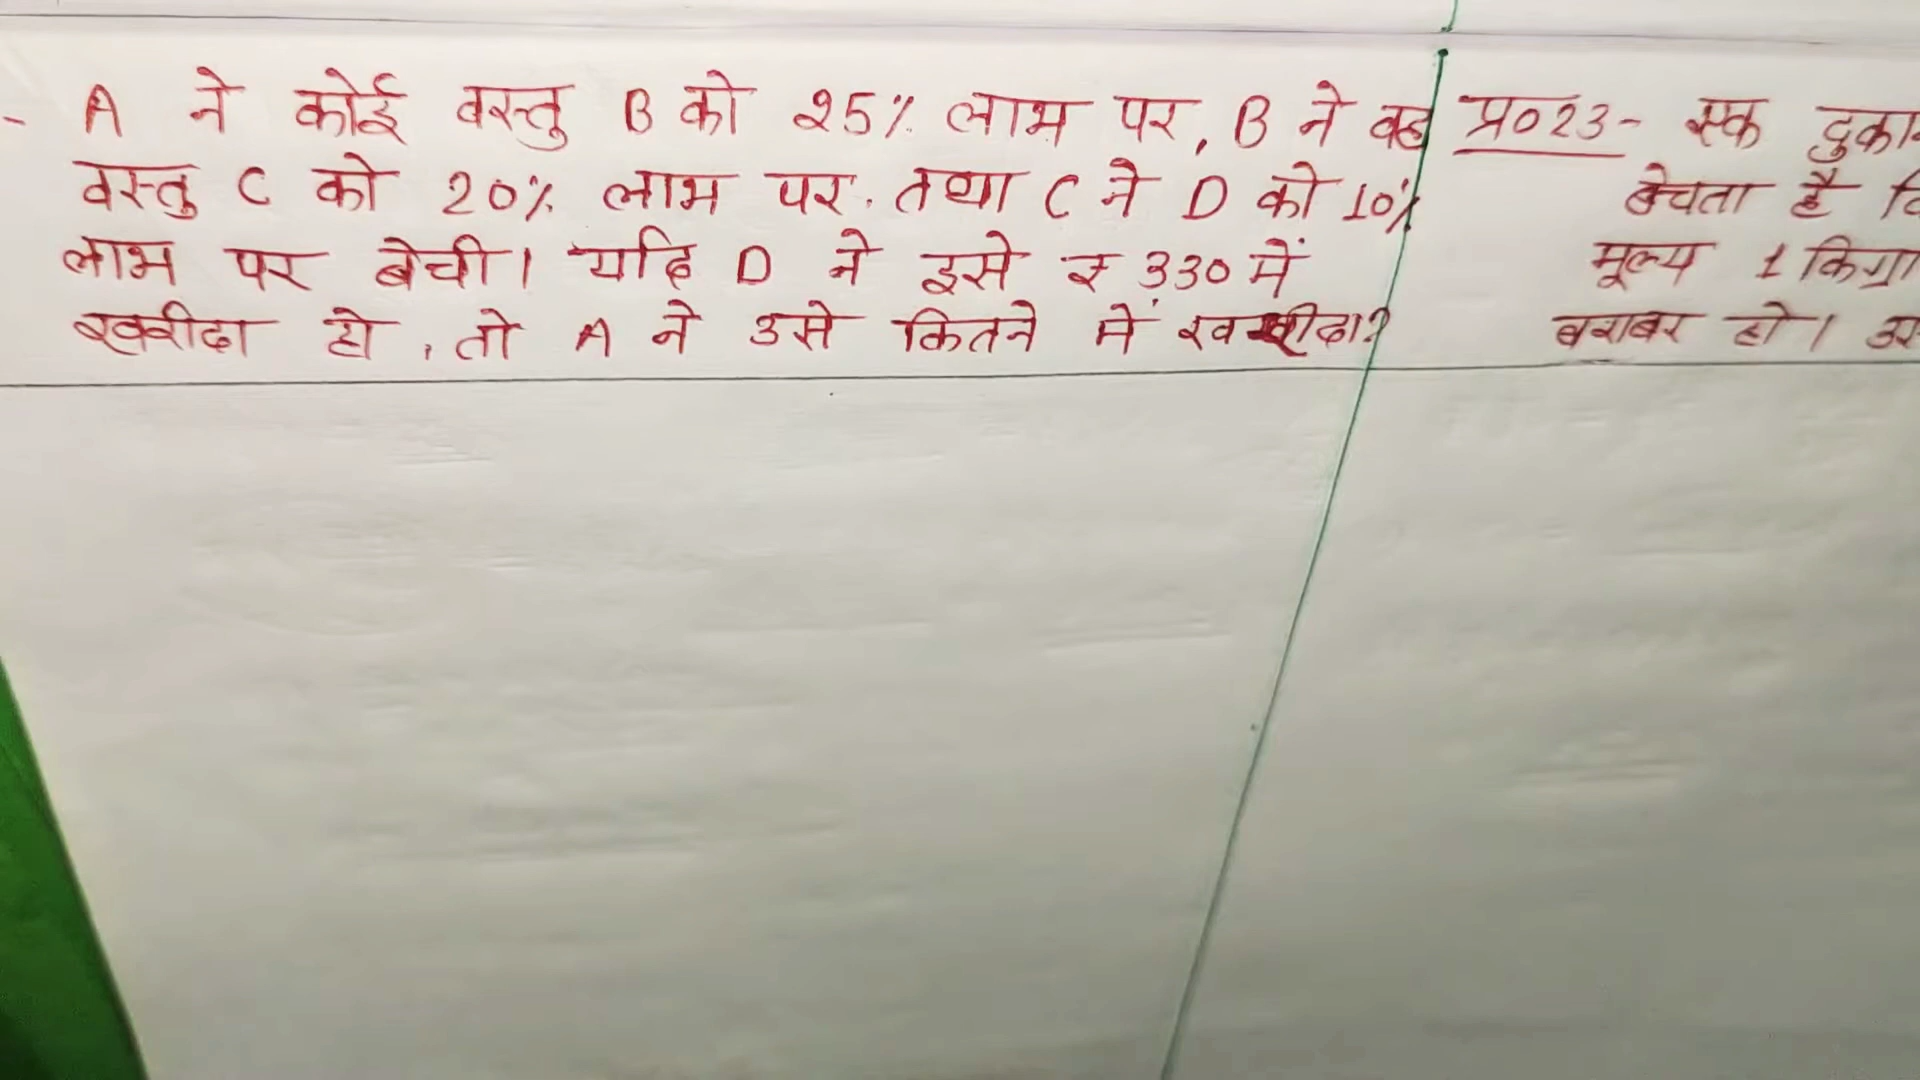 - A ने कोई वस्तु B को 25% लाभ पर, B ने वह
वस्तु C को 20% लाभ पर. तथा C ने D को 10%
लाभ पर बेची। यदि D ने इसे ₹ 330 में
खरीदा हो, तो A ने उसे कितने में खरीदा?
प्र०23- एक
बेचता है
मूल्य 1 किग्रा
बराबर हो।